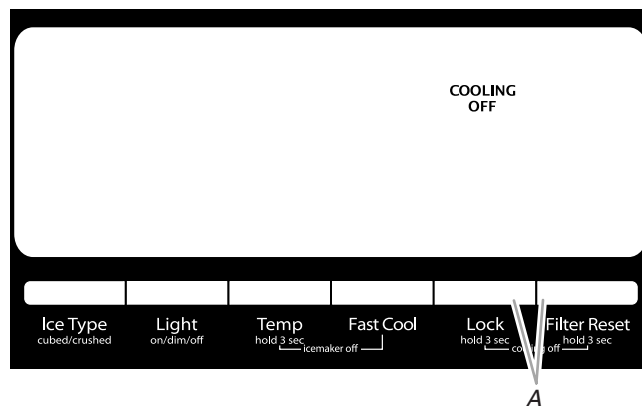 COOLING
OFF
Ice Type Light Temp Fast Cool Lock Filter Reset
cubed/crushed on/dim/off hold 3 sec hold 3 sec hold 3 sec
icemaker off cooling off
A